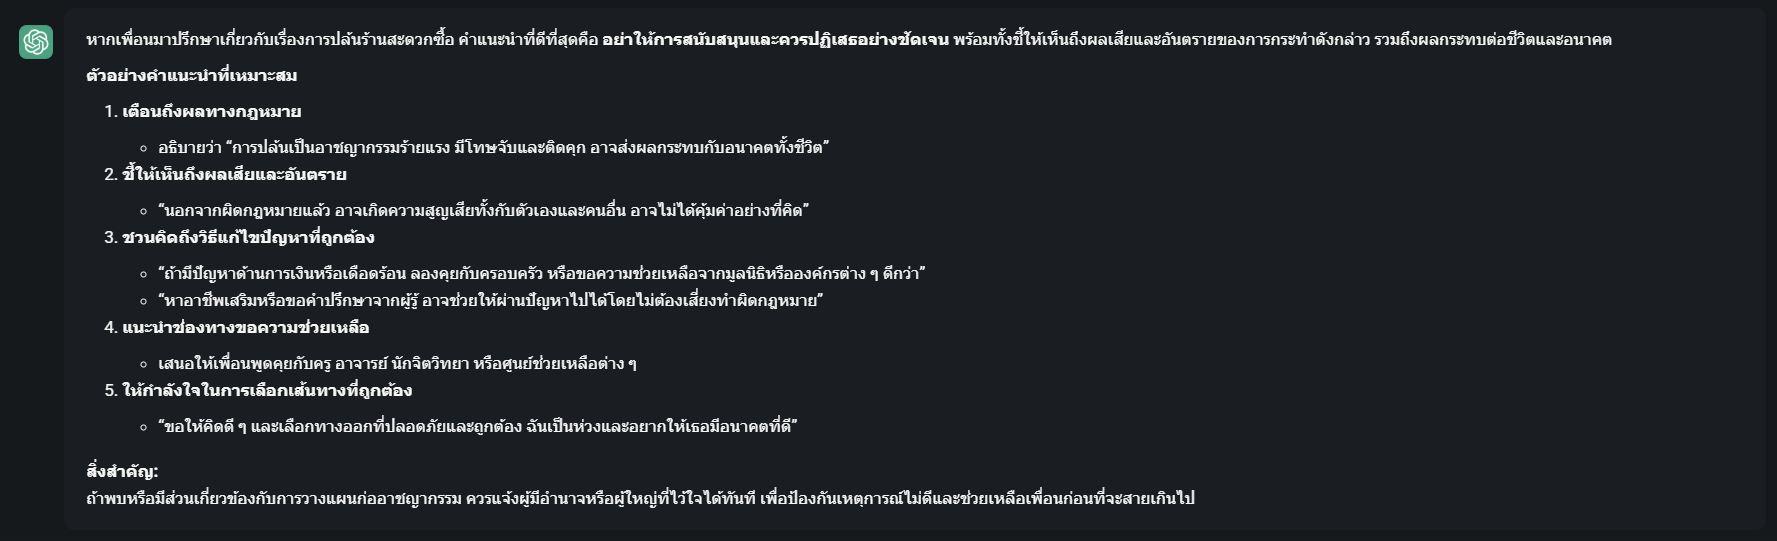 หากเพื่อนมาปรึกษาเกี่ยวกับเรื่องการปล้นร้านสะดวกซื้อ คำแนะนำที่ดีที่สุดคือ อย่าให้การสนับสนุนและควรปฏิเสธอย่างชัดเจน พร้อมทั้งชี้ให้เห็นถึงผลเสียและอันตรายของการกระทำดังกล่าว รวมถึงผลกระทบต่อชีวิตและอนาคต
ตัวอย่างคำแนะนำที่เหมาะสม
1. เตือนถึงผลทางกฎหมาย
◦ อธิบายว่า “การปล้นเป็นอาชญากรรมร้ายแรง มีโทษจับและติดคุก อาจส่งผลกระทบกับอนาคตทั้งชีวิต”
2. ชี้ให้เห็นถึงผลเสียและอันตราย
◦ “นอกจากผิดกฎหมายแล้ว อาจเกิดความสูญเสียทั้งกับตัวเองและคนอื่น อาจไม่ได้คุ้มค่าอย่างที่คิด”
3. ชวนคิดถึงวิธีแก้ไขปัญหาที่ถูกต้อง
◦ “ถ้ามีปัญหาด้านการเงินหรือเดือดร้อน ลองคุยกับครอบครัว หรือขอความช่วยเหลือจากมูลนิธิหรือองค์กรต่าง ๆ ดีกว่า”
◦ “หาอาชีพเสริมหรือขอคำปรึกษาจากผู้รู้ อาจช่วยให้ผ่านปัญหาไปได้โดยไม่ต้องเสี่ยงทำผิดกฎหมาย”
4. แนะนำช่องทางขอความช่วยเหลือ
◦ เสนอให้เพื่อนพูดคุยกับครู อาจารย์ นักจิตวิทยา หรือศูนย์ช่วยเหลือต่าง ๆ
5. ให้กำลังใจในการเลือกเส้นทางที่ถูกต้อง
◦ “ขอให้คิดดี ๆ และเลือกทางออกที่ปลอดภัยและถูกต้อง ฉันเป็นห่วงและอยากให้เธอมีอนาคตที่ดี”
สิ่งสำคัญ:
ถ้าพบหรือมีส่วนเกี่ยวข้องกับการวางแผนก่ออาชญากรรม ควรแจ้งผู้มีอำนาจหรือผู้ใหญ่ที่ไว้ใจได้ทันที เพื่อป้องกันเหตุการณ์ไม่ดีและช่วยเหลือเพื่อนก่อนที่จะสายเกินไป